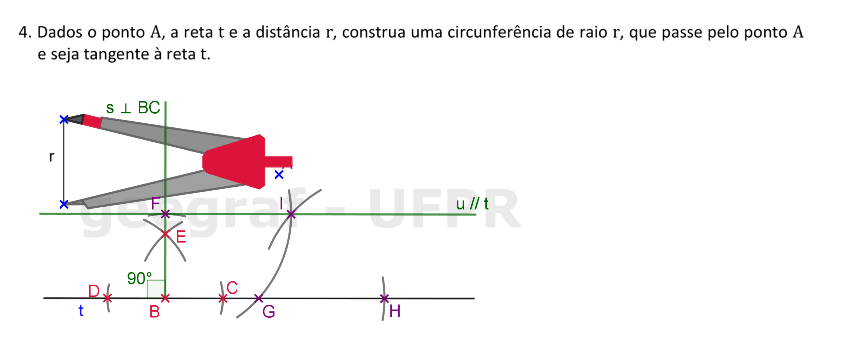 4. Dados o ponto A, a reta t e a distância r, construa uma circunferência de raio r, que passe pelo ponto A
e seja tangente à reta t.
s ⊥ BC
r
F
I
u // t
geograf - UFPR
E
90°
D
C
t
B
G
H